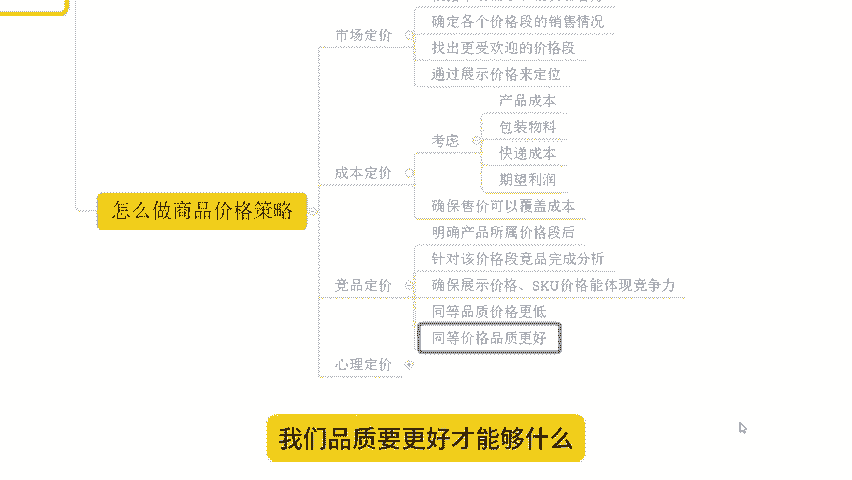 市场定价
确定各个价格段的销售情况
找出更受欢迎的价格段
通过展示价格来定位
产品成本
考虑
包装物料
快递成本
成本定价
期望利润
确保售价可以覆盖成本
怎么做商品价格策略
明确产品所属价格段后
针对该价格段竞品完成分析
竞品定价
确保展示价格、SKU价格能体现竞争力
同等品质价格更低
同等价格品质更好
心理定价
我们品质要更好才能够什么